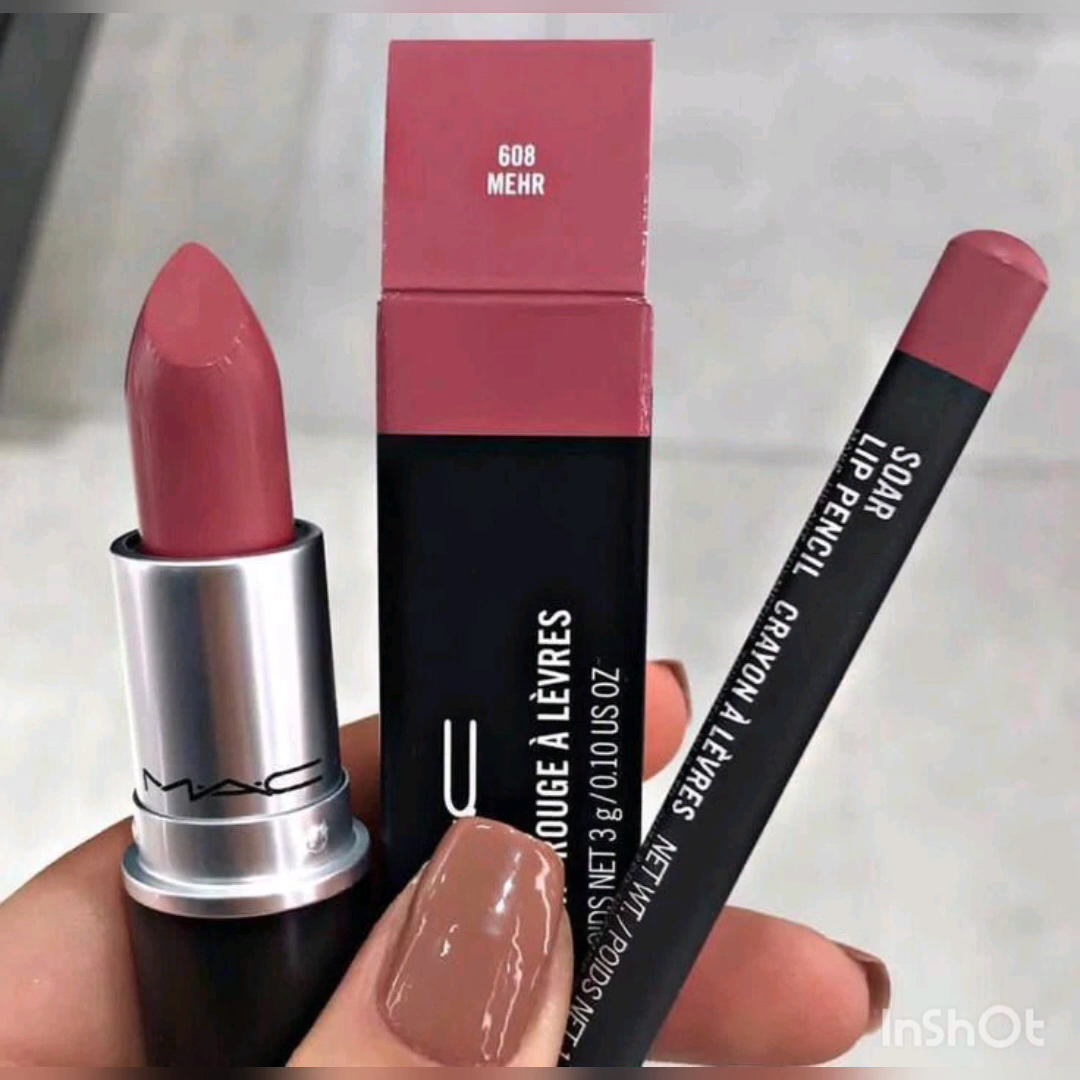 608
MEHR
M·A·C
ROUGE À LÈVRES
NET 3 g / 0.10 US OZ
SOAR
LIP PENCIL CRAYON À LÈVRES NET WT. / POIDS NET
InShOt